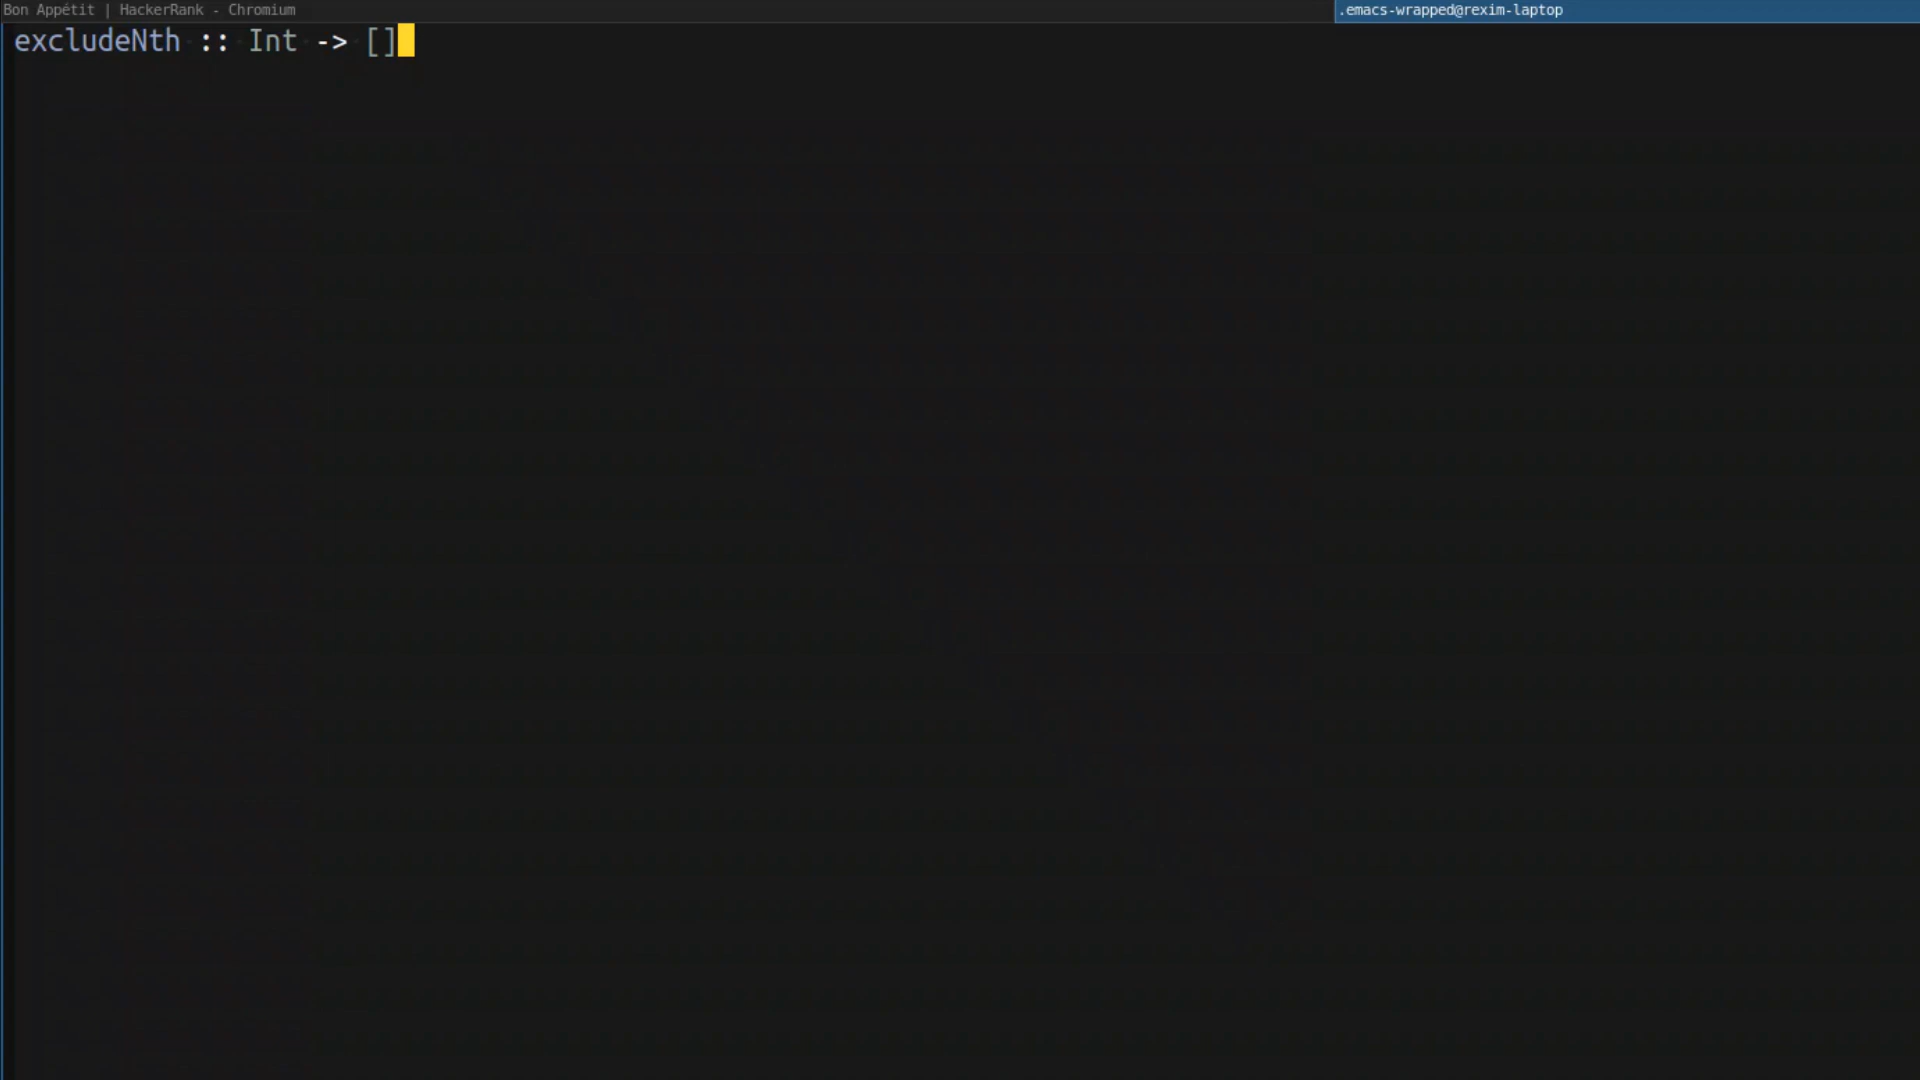 Bon Appétit | HackerRank - Chromium
.emacs-wrapped@rexim-laptop
excludeNth :: Int -> []